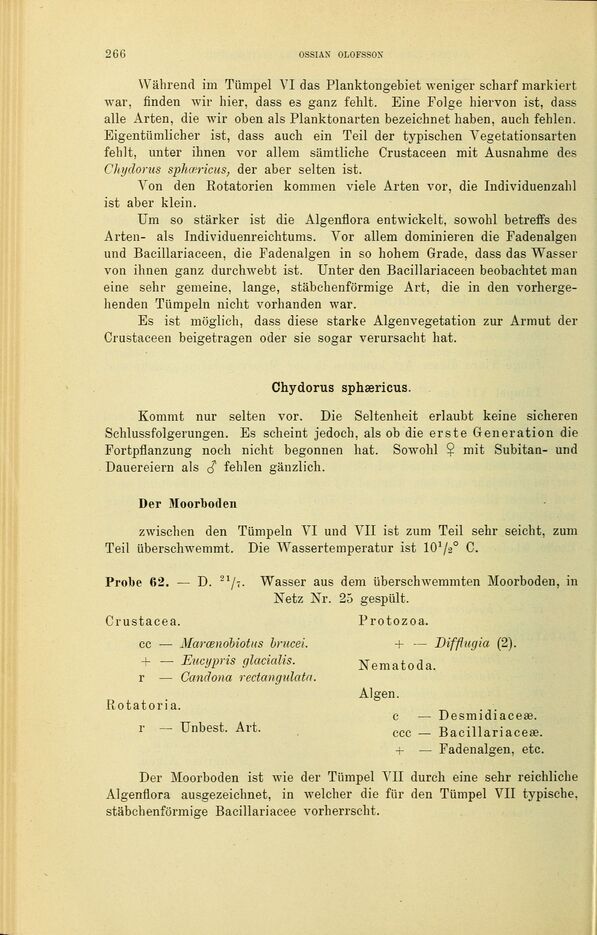 266
OSSIAN OLOFSSON
Während im Tümpel VI das Planktongebiet weniger scharf markiert
war, finden wir hier, dass es ganz fehlt. Eine Folge hiervon ist, dass
alle Arten, die wir oben als Planktonarten bezeichnet haben, auch fehlen.
Eigentümlicher ist, dass auch ein Teil der typischen Vegetationsarten
fehlt, unter ihnen vor allem sämtliche Crustaceen mit Ausnahme des
Chydorus sphæricus, der aber selten ist.
Von den Rotatorien kommen viele Arten vor, die Individuenzahl
ist aber klein.
Um so stärker ist die Algenflora entwickelt, sowohl betreffs des
Arten- als Individuenreichtums. Vor allem dominieren die Fadenalgen
und Bacillariaceen, die Fadenalgen in so hohem Grade, dass das Wasser
von ihnen ganz durchwebt ist. Unter den Bacillariaceen beobachtet man
eine sehr gemeine, lange, stäbchenförmige Art, die in den vorherge-
henden Tümpeln nicht vorhanden war.
Es ist möglich, dass diese starke Algenvegetation zur Armut der
Crustaceen beigetragen oder sie sogar verursacht hat.
Chydorus sphæricus.
Kommt nur selten vor. Die Seltenheit erlaubt keine sicheren
Schlussfolgerungen. Es scheint jedoch, als ob die erste Generation die
Fortpflanzung noch nicht begonnen hat. Sowohl ♀ mit Subitan- und
Dauereiern als ♂ fehlen gänzlich.
Der Moorboden
zwischen den Tümpeln VI und VII ist zum Teil sehr seicht, zum
Teil überschwemmt. Die Wassertemperatur ist 10¹/₂° C.
Probe 62. — D. ²¹/₇. Wasser aus dem überschwemmten Moorboden, in
Netz Nr. 25 gespült.
Crustacea.
cc — Marænobiotus brucei.
+ — Eucypris glacialis.
r — Candona rectangulata.
Rotatoria.
r — Unbest. Art.
Protozoa.
+ — Difflugia (2).
Nematoda.
Algen.
c — Desmidiaceæ.
ccc — Bacillariaceæ.
+ — Fadenalgen, etc.
Der Moorboden ist wie der Tümpel VII durch eine sehr reichliche
Algenflora ausgezeichnet, in welcher die für den Tümpel VII typische,
stäbchenförmige Bacillariacee vorherrscht.